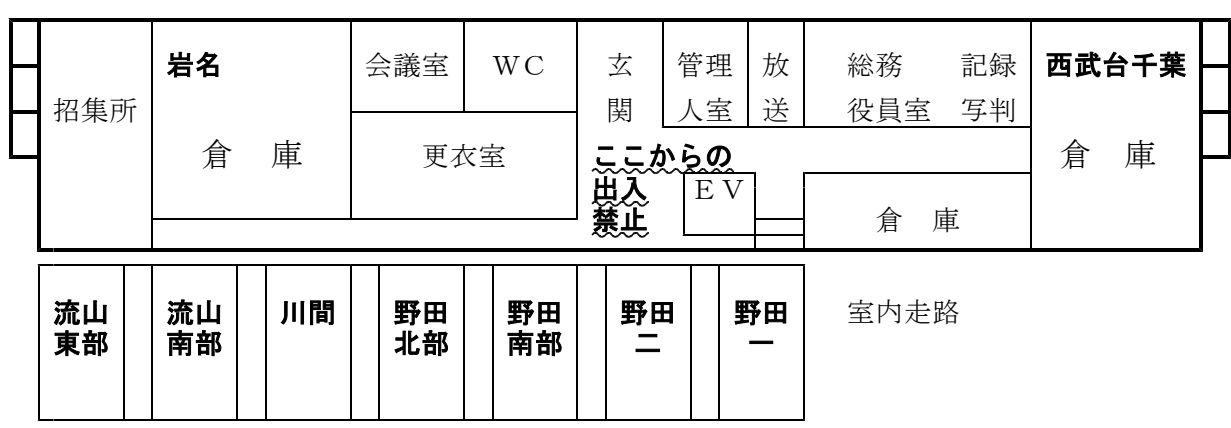 招集所
岩名
倉 庫
会議室
ＷＣ
更衣室
玄
関
ここからの
出入
禁止
管理
人室
放
送
ＥＶ
総務 記録
役員室 写判
倉 庫
西武台千葉
倉 庫
流山
東部
流山
南部
川間
野田
北部
野田
南部
野田
二
野田
一
室内走路